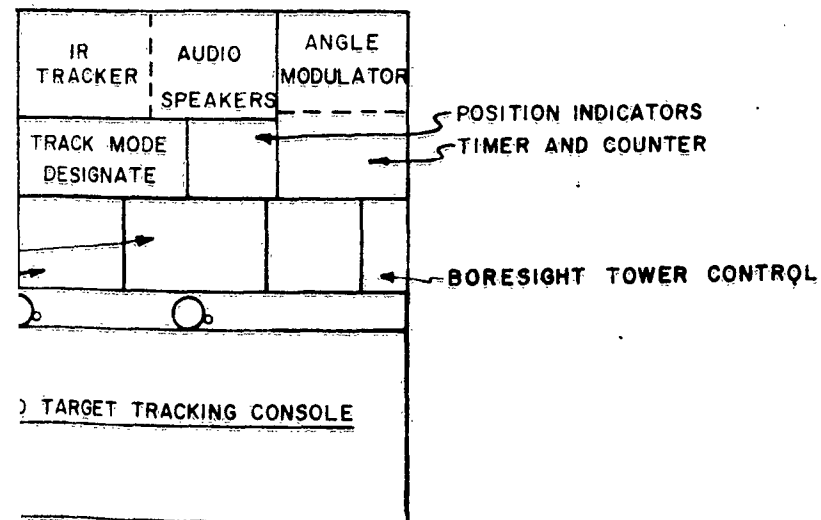 IR
TRACKER
AUDIO
SPEAKERS
ANGLE
MODULATOR
POSITION INDICATORS
TIMER AND COUNTER
TRACK MODE
DESIGNATE
BORESIGHT TOWER CONTROL
TARGET TRACKING CONSOLE